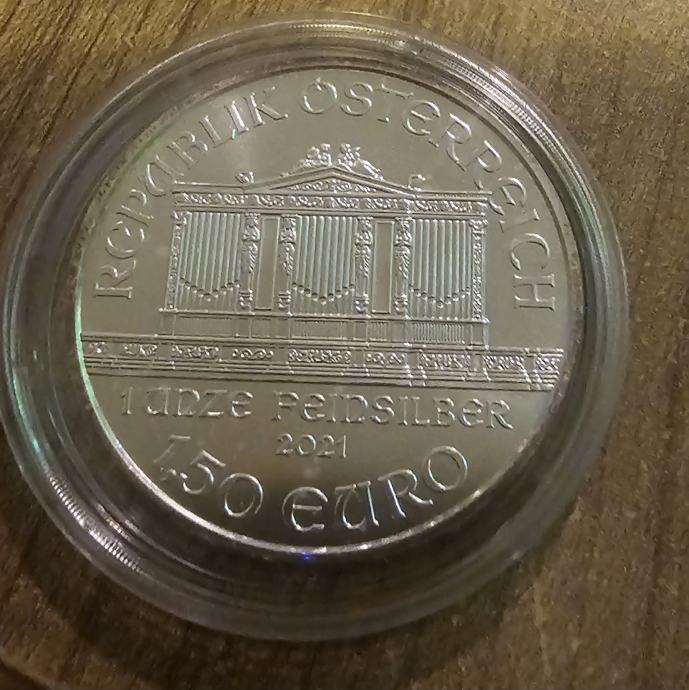 REPUBLIK ÖSTERREICH
1 UNZE FEINSILBER
2021
1,50 EURO